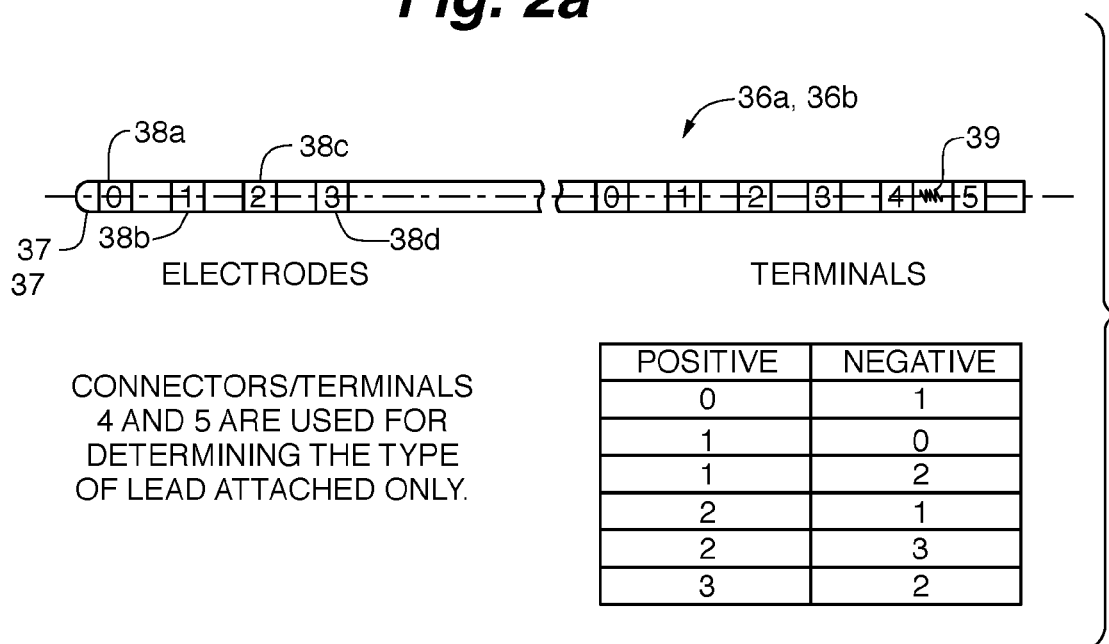 Fig. 2a
36a, 36b
38a
38c
39
0 1 2 3 0 1 2 3 4 5
37
38b
38d
37
ELECTRODES
TERMINALS
CONNECTORS/TERMINALS
4 AND 5 ARE USED FOR
DETERMINING THE TYPE
OF LEAD ATTACHED ONLY.
POSITIVE NEGATIVE
0 1
1 0
1 2
2 1
2 3
3 2